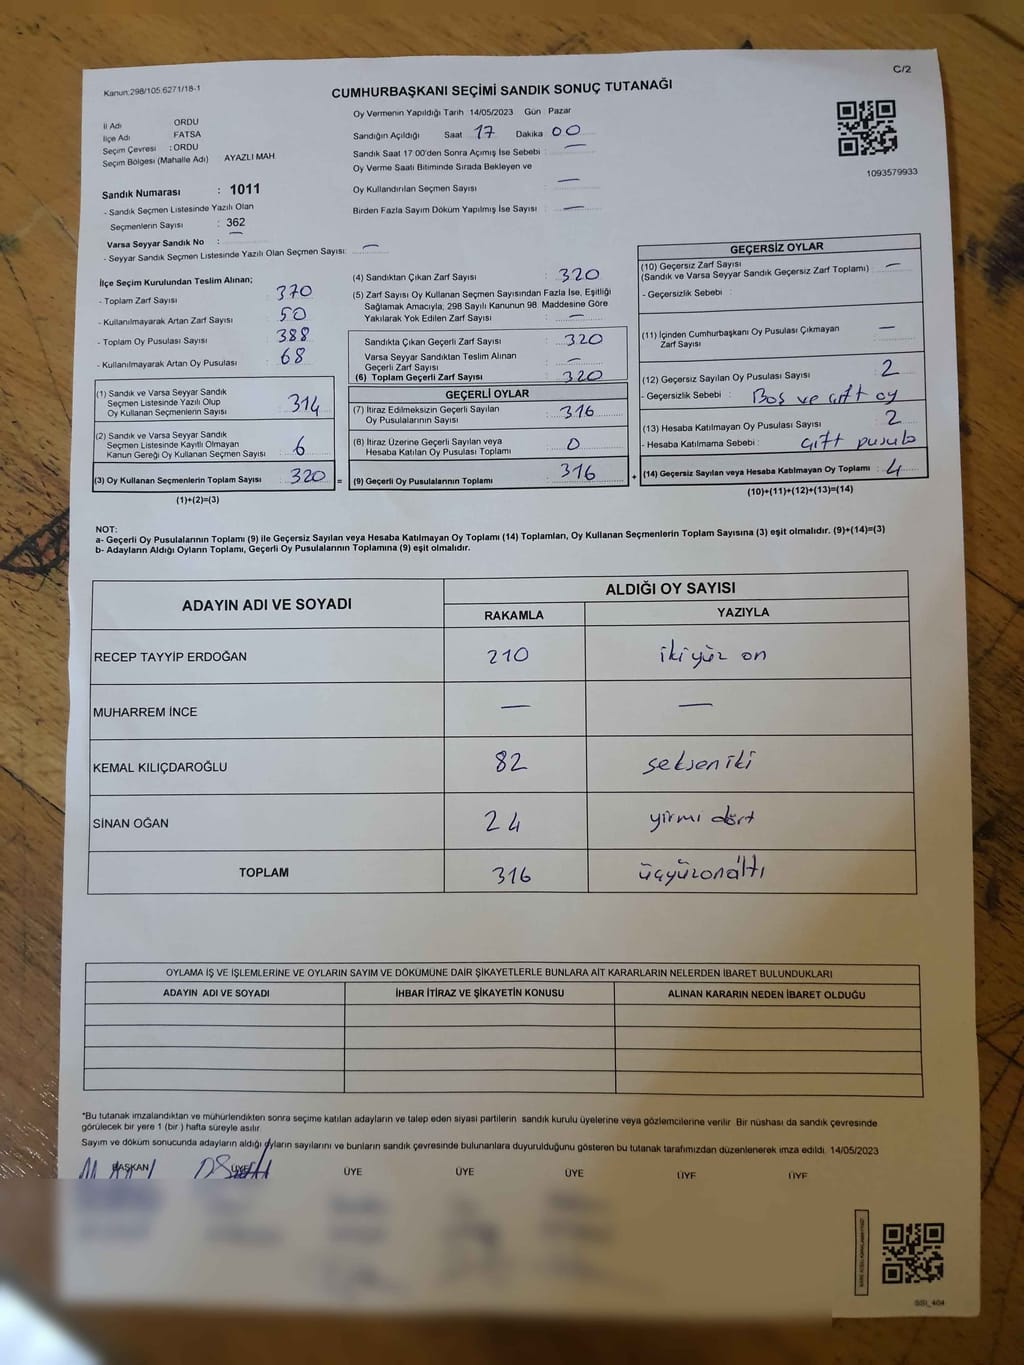 Kanun:298/105.6271/18-1
C/2
CUMHURBAŞKANI SEÇİMİ SANDIK SONUÇ TUTANAĞI
İl Adı ORDU
İlçe Adı FATSA
Seçim Çevresi : ORDU
Seçim Bölgesi (Mahalle Adı) AYAZLI MAH
Sandık Numarası : 1011
- Sandık Seçmen Listesinde Yazılı Olan
Seçmenlerin Sayısı : 362
Varsa Seyyar Sandık No : —
- Seyyar Sandık Seçmen Listesinde Yazılı Olan Seçmen Sayısı: —
Oy Vermenin Yapıldığı Tarih 14/05/2023 Gün : Pazar
Sandığın Açıldığı Saat 17 Dakika 00
Sandık Saat 17:00'den Sonra Açımış İse Sebebi : —
Oy Verme Saati Bitiminde Sırada Bekleyen ve
Oy Kullandırılan Seçmen Sayısı : —
Birden Fazla Sayım Döküm Yapılmış İse Sayısı : —
1093579933
İlçe Seçim Kurulundan Teslim Alınan;
- Toplam Zarf Sayısı 370
- Kullanılmayarak Artan Zarf Sayısı 50
- Toplam Oy Pusulası Sayısı 388
- Kullanılmayarak Artan Oy Pusulası 68
(1) Sandık ve Varsa Seyyar Sandık
Seçmen Listesinde Yazılı Olup
Oy Kullanan Seçmenlerin Sayısı : 314
(2) Sandık ve Varsa Seyyar Sandık
Seçmen Listesinde Kayıtlı Olmayan
Kanun Gereği Oy Kullanan Seçmen Sayısı : 6
(3) Oy Kullanan Seçmenlerin Toplam Sayısı : 320 =
(1)+(2)=(3)
(4) Sandıktan Çıkan Zarf Sayısı : 320
(5) Zarf Sayısı Oy Kullanan Seçmen Sayısından Fazla İse, Eşitliği
Sağlamak Amacıyla; 298 Sayılı Kanunun 98. Maddesine Göre
Yakılarak Yok Edilen Zarf Sayısı : —
Sandıkta Çıkan Geçerli Zarf Sayısı : 320
Varsa Seyyar Sandıktan Teslim Alınan
Geçerli Zarf Sayısı : —
(6) Toplam Geçerli Zarf Sayısı : 320
GEÇERLİ OYLAR
(7) İtiraz Edilmeksizin Geçerli Sayılan
Oy Pusulalarının Toplamı : 316
(8) İtiraz Üzerine Geçerli Sayılan veya
Hesaba Katılan Oy Pusulası Toplamı : 0
(9) Geçerli Oy Pusulalarının Toplamı : 316 +
GEÇERSİZ OYLAR
(10) Geçersiz Zarf Sayısı
(Sandık ve Varsa Seyyar Sandık Geçersiz Zarf Toplamı) : —
- Geçersizlik Sebebi :
(11) İçinden Cumhurbaşkanı Oy Pusulası Çıkmayan
Zarf Sayısı : —
(12) Geçersiz Sayılan Oy Pusulası Sayısı : 2
- Geçersizlik Sebebi : Boş ve çift oy
(13) Hesaba Katılmayan Oy Pusulası Sayısı : 2
- Hesaba Katılmama Sebebi : çift
(14) Geçersiz Sayılan veya Hesaba Katılmayan Oy Toplamı : 4
(10)+(11)+(12)+(13)=(14)
NOT:
a- Geçerli Oy Pusulalarının Toplamı (9) ile Geçersiz Sayılan veya Hesaba Katılmayan Oy Toplamı (14) Toplamları, Oy Kullanan Seçmenlerin Toplam Sayısına (3) eşit olmalıdır. (9)+(14)=(3)
b- Adayların Aldığı Oyların Toplamı, Geçerli Oy Pusulalarının Toplamına (9) eşit olmalıdır.
ADAYIN ADI VE SOYADI ALDIĞI OY SAYISI
RAKAMLA YAZIYLA
RECEP TAYYİP ERDOĞAN 210 iki yüz on
MUHARREM İNCE — —
KEMAL KILIÇDAROĞLU 82 seksen iki
SİNAN OĞAN 24 yirmi dört
TOPLAM 316 üçyüzonaltı
OYLAMA İŞ VE İŞLEMLERİNE VE OYLARIN SAYIM VE DÖKÜMÜNE DAİR ŞİKAYETLERLE BUNLARA AİT KARARLARIN NELERDEN İBARET BULUNDUKLARI
ADAYIN ADI VE SOYADI İHBAR İTİRAZ VE ŞİKAYETİN KONUSU ALINAN KARARIN NEDEN İBARET OLDUĞU
*Bu tutanak imzalandıktan ve mühürlendikten sonra seçime katılan adayların ve talep eden siyasi partilerin sandık kurulu üyelerine veya gözlemcilerine verilir. Bir nüshası da sandık çevresinde
görülecek bir yere 1 (bir) hafta süreyle asılır.
Sayım ve döküm sonucunda adayların aldığı oyların sayılarını ve bunların sandık çevresinde bulunanlara duyurulduğunu gösteren bu tutanak tarafımızdan düzenlenerek imza edildi. 14/05/2023
BAŞKAN ÜYE ÜYE ÜYE ÜYE ÜYE ÜYE
SSI_404